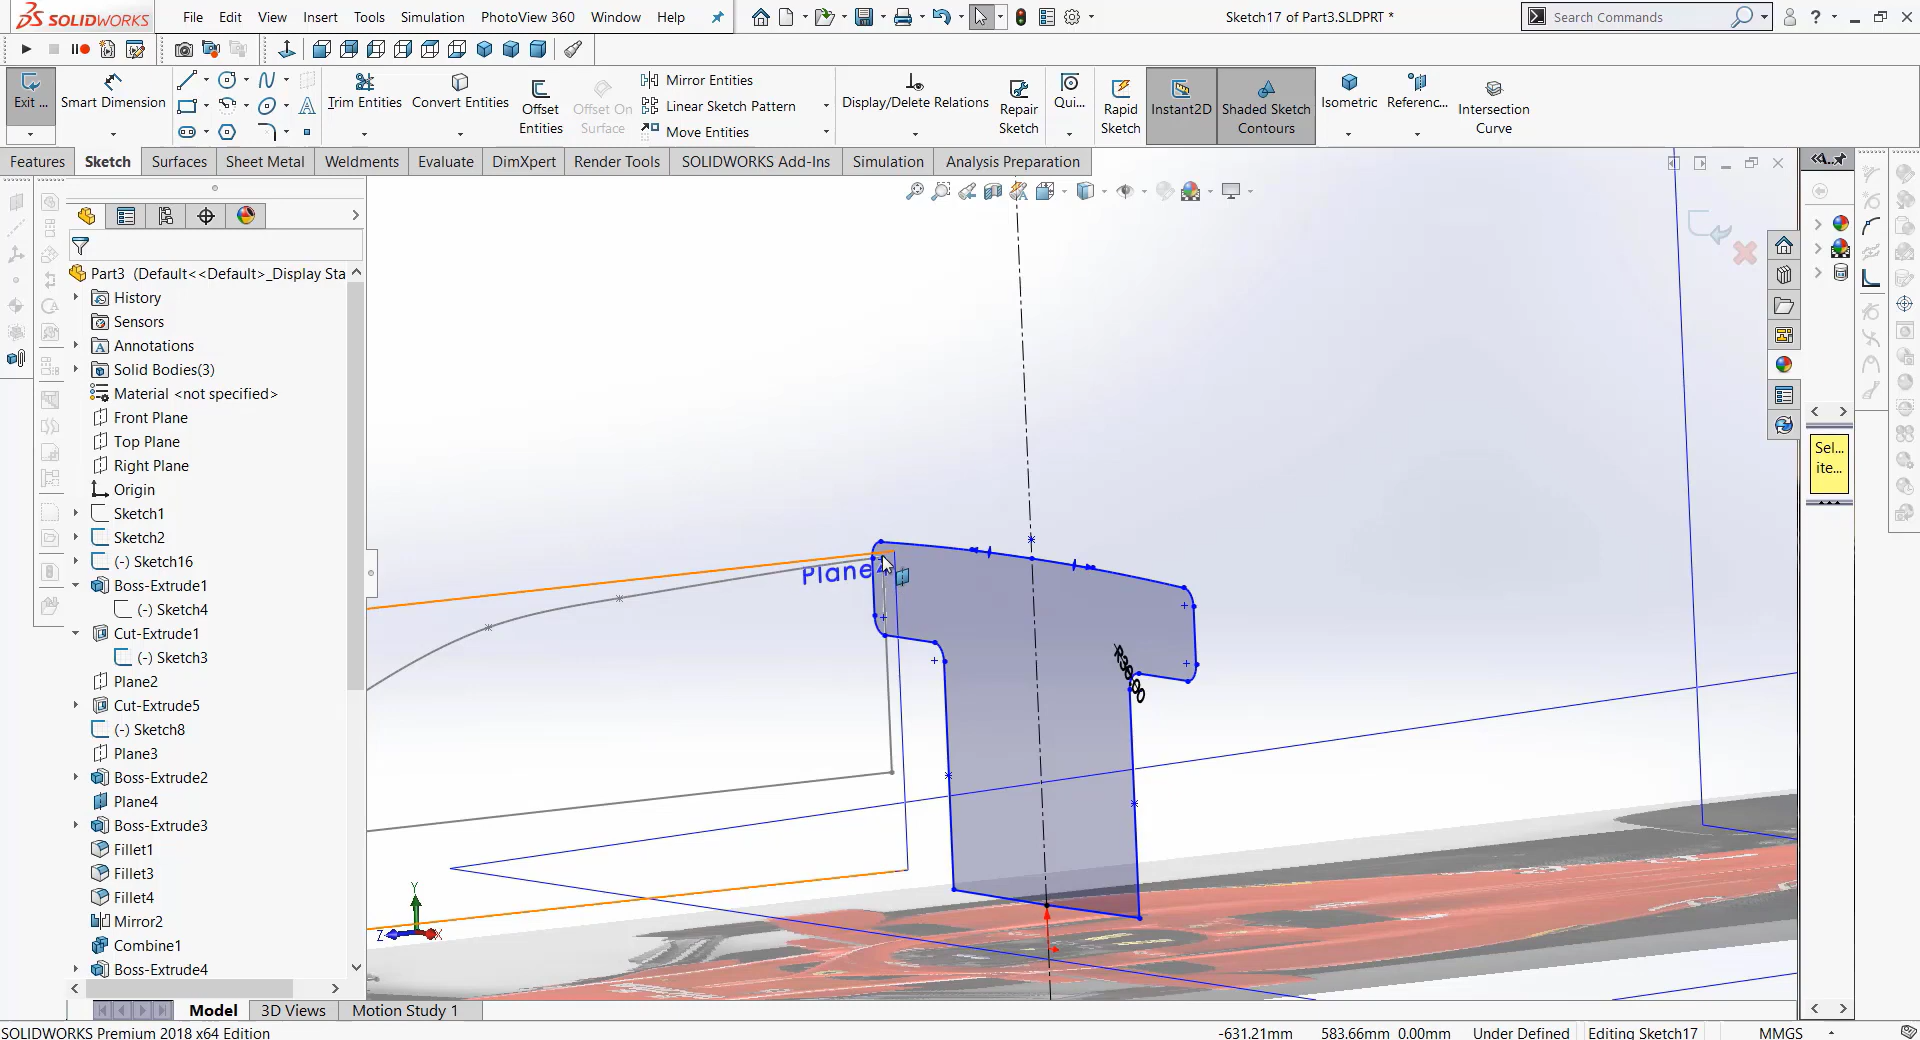 SOLIDWORKS
File Edit View Insert Tools Simulation PhotoView 360 Window Help
Sketch17 of Part3.SLDPRT *
Search Commands
?
Exit ...
Smart Dimension
Trim Entities
Convert Entities
Offset Entities
Offset On Surface
Mirror Entities
Linear Sketch Pattern
Move Entities
Display/Delete Relations
Repair Sketch
Qui...
Rapid Sketch
Instant2D
Shaded Sketch Contours
Isometric
Referenc...
Intersection Curve
Features Sketch Surfaces Sheet Metal Weldments Evaluate DimXpert Render Tools SOLIDWORKS Add-Ins Simulation Analysis Preparation
Part3 (Default<<Default>_Display Sta
History
Sensors
Annotations
Solid Bodies(3)
Material <not specified>
Front Plane
Top Plane
Right Plane
Origin
Sketch1
Sketch2
(-) Sketch16
Boss-Extrude1
(-) Sketch4
Cut-Extrude1
(-) Sketch3
Plane2
Cut-Extrude5
(-) Sketch8
Plane3
Boss-Extrude2
Plane4
Boss-Extrude3
Fillet1
Fillet3
Fillet4
Mirror2
Combine1
Boss-Extrude4
Plane
R30.00
Y
Z
X
Sel...
ite...
Model 3D Views Motion Study 1
SOLIDWORKS Premium 2018 x64 Edition
-631.21mm 583.66mm 0.00mm Under Defined Editing Sketch17 MMGS